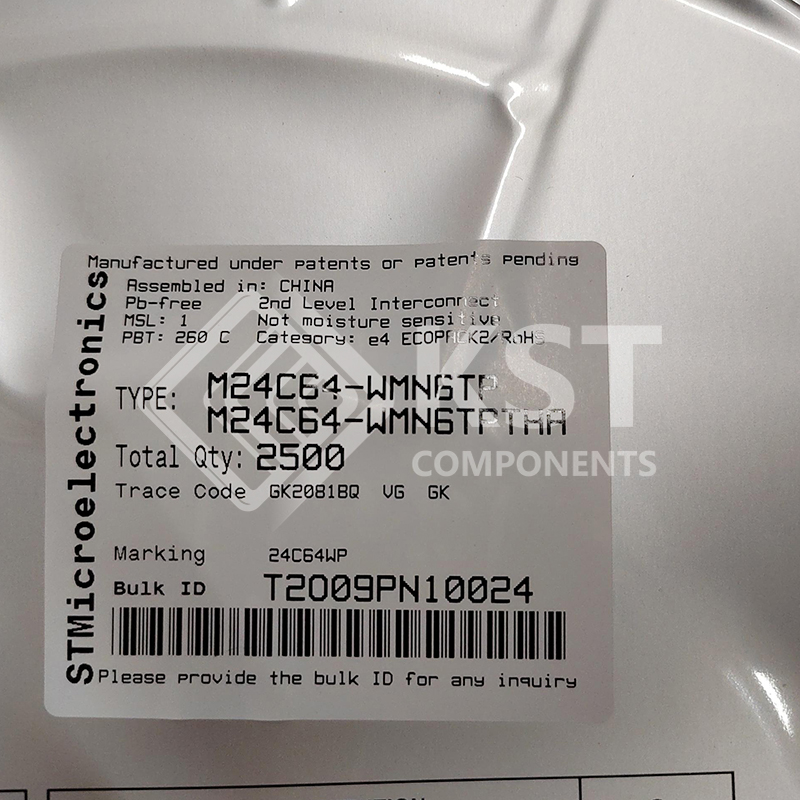 Manufactured under patents or patents pending
Assembled in: CHINA
Pb-free 2nd Level Interconnect
MSL: 1 Not moisture sensitive
PBT: 260 C Category: e4 ECOPACK2/RoHS
TYPE: M24C64-WMN6TP
M24C64-WMN6TPTHA
Total Qty: 2500
Trace Code GK2081BQ VG GK
Marking 24C64WP
Bulk ID T2009PN10024
Please provide the bulk ID for any inquiry
STMicroelectronics
KST
COMPONENTS